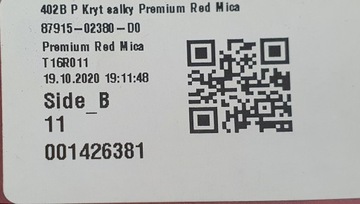 402B P Kryt salky Premium Red Mica
87915-02380-D0
Premium Red Mica
T16R011
19.10.2020 19:11:48
Side_B
11
001426381